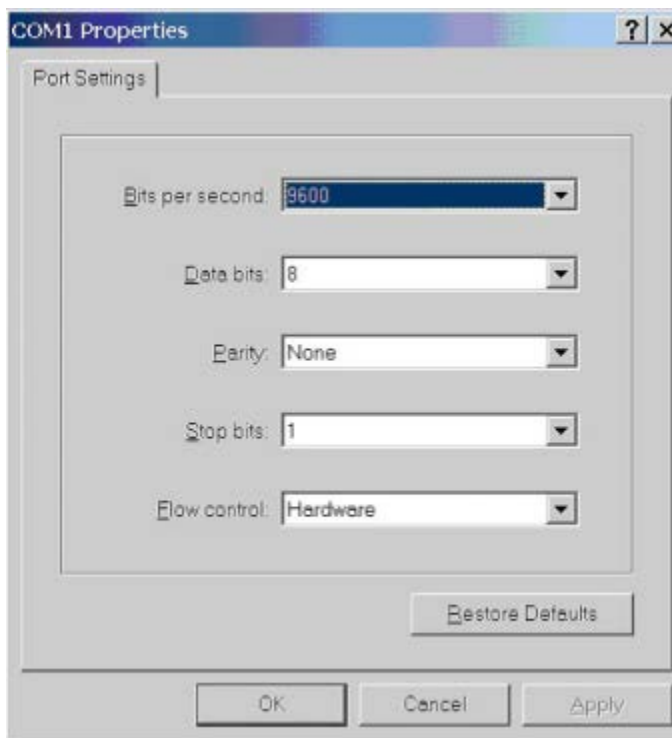 COM1 Properties
Port Settings
Bits per second: 9600
Data bits: 8
Parity: None
Stop bits: 1
Flow control: Hardware
Restore Defaults
OK Cancel Apply